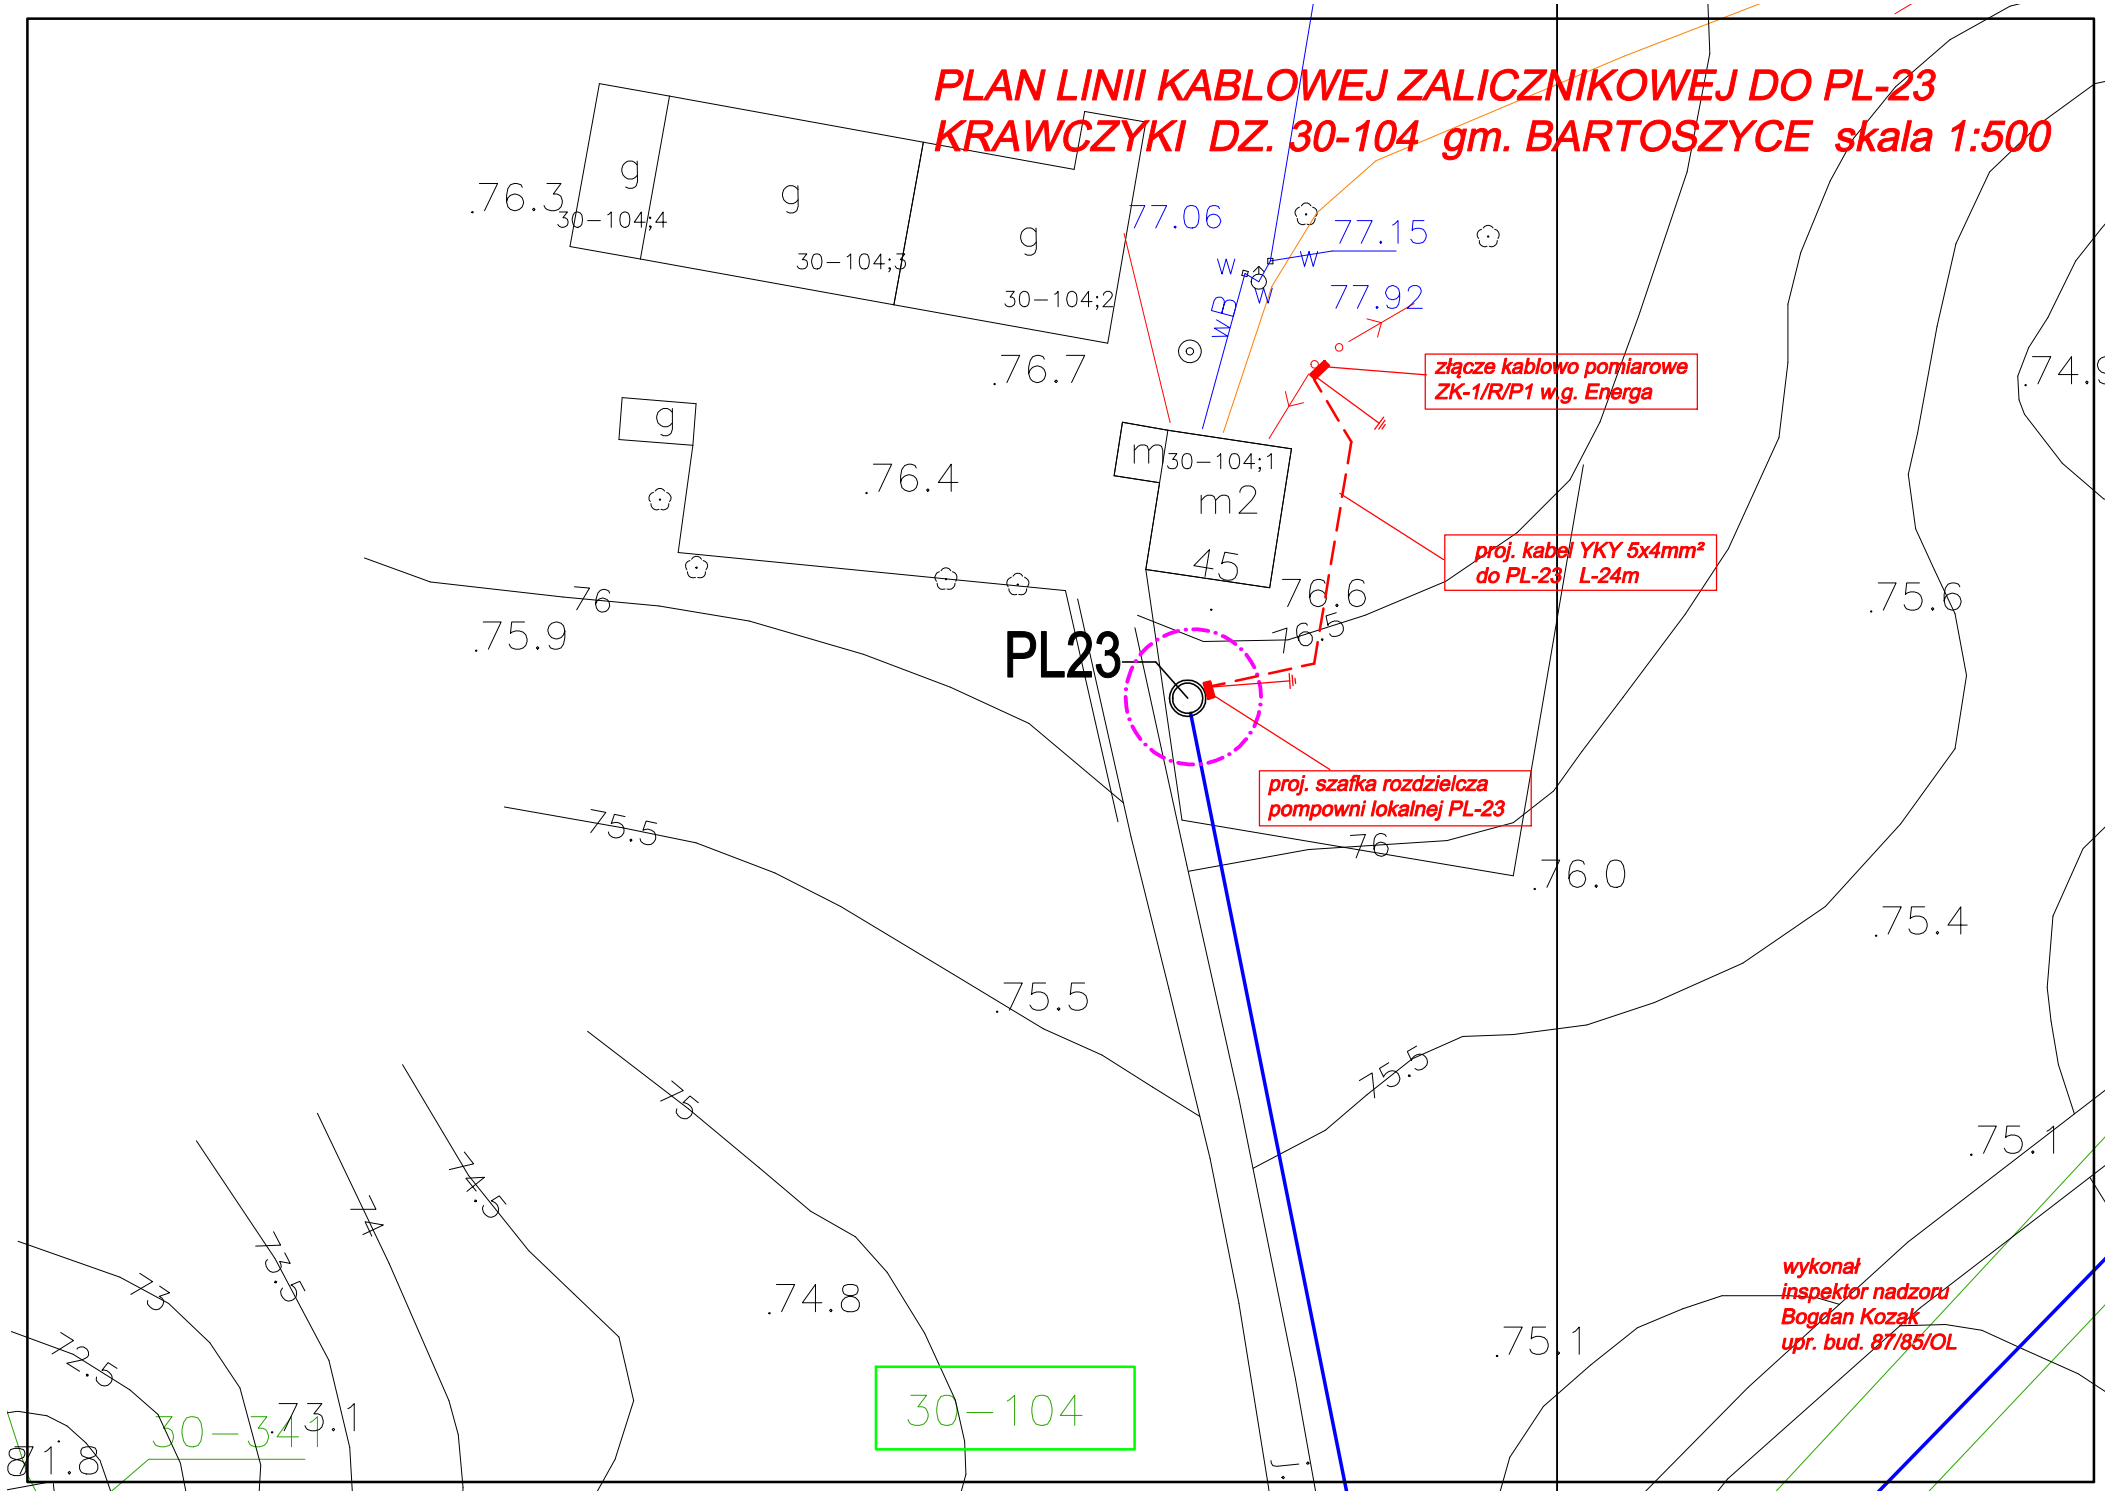 PLAN LINII KABLOWEJ ZALICZNIKOWEJ DO PL-23
KRAWCZYKI DZ. 30-104 gm. BARTOSZYCE skala 1:500
g
g
g
.76.3
30-104;4
30-104;3
30-104;2
77.06
77.15
w
w
w
wB
77.92
.76.7
złącze kablowo pomiarowe
ZK-1/R/P1 w.g. Energa
.74.9
g
.76.4
m
30-104;1
m2
45
proj. kabel YKY 5x4mm²
do PL-23 L-24m
76
.75.9
76.6
76.5
.75.6
PL23
proj. szafka rozdzielcza
pompowni lokalnej PL-23
75.5
76
.76.0
.75.4
.75.5
75.5
75
74.5
74
73.5
73
72.5
.75.1
.74.8
wykonał
inspektor nadzoru
Bogdan Kozak
upr. bud. 87/85/OL
.75.1
30-104
30-341
.73.1
71.8
8